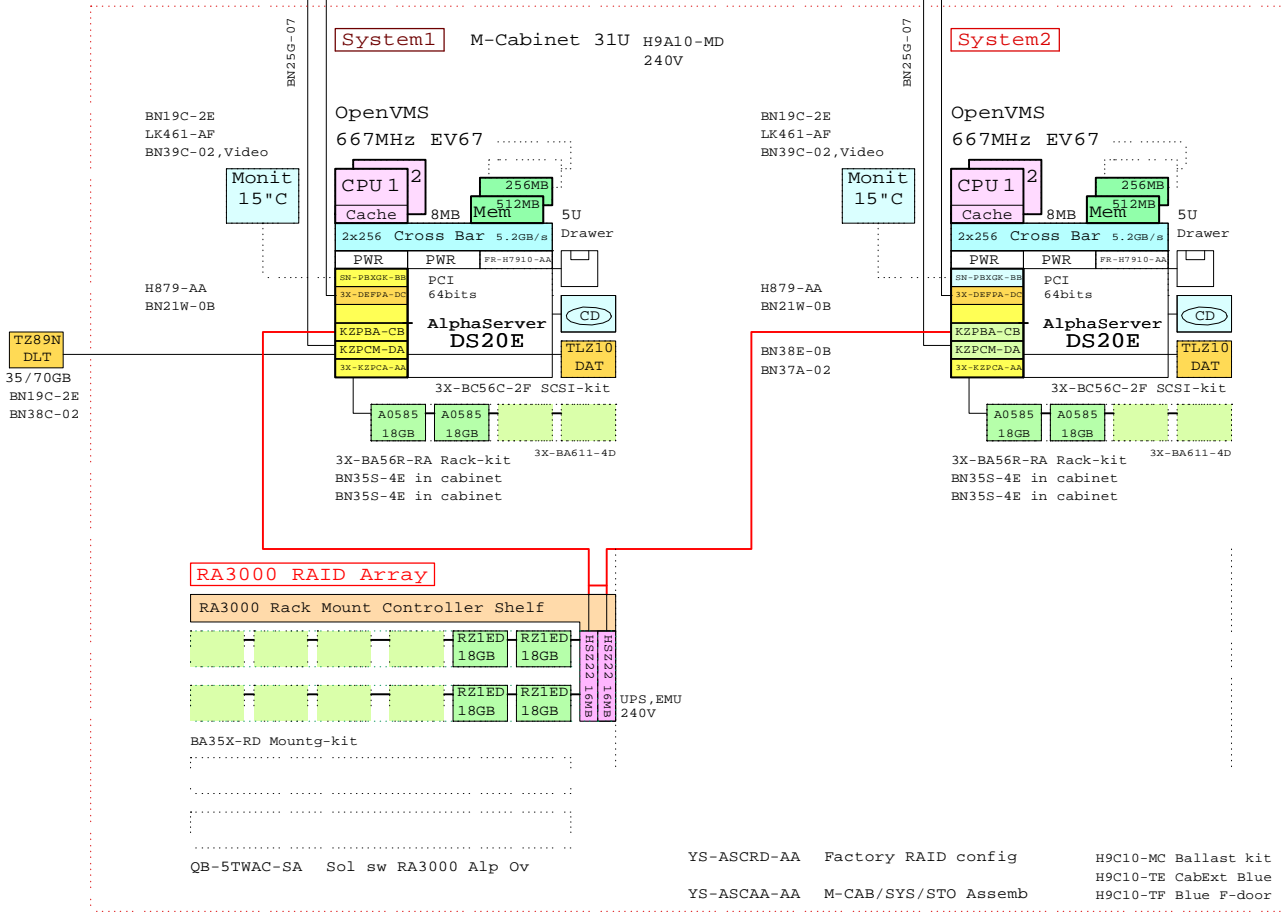 BN25G-07
System1
M-Cabinet 31U H9A10-MD
240V
BN25G-07
System2
BN19C-2E
LK461-AF
BN39C-02,Video
OpenVMS
667MHz EV67
Monit
15"C
CPU 1
2
Cache
8MB
256MB
512MB
Mem
5U
Drawer
2x256 Cross Bar 5.2GB/s
PWR
PWR
FR-H7910-AA
SN-PBXGK-BB
3X-DEFPA-DC
PCI
64bits
H879-AA
BN21W-0B
CD
KZPBA-CB
KZPCM-DA
3X-KZPCA-AA
AlphaServer
DS20E
TLZ10
DAT
TZ89N
DLT
35/70GB
BN19C-2E
BN38C-02
3X-BC56C-2F SCSI-kit
A0585
18GB
A0585
18GB
3X-BA56R-RA Rack-kit
3X-BA611-4D
BN35S-4E in cabinet
BN35S-4E in cabinet
BN19C-2E
LK461-AF
BN39C-02,Video
OpenVMS
667MHz EV67
Monit
15"C
CPU 1
2
Cache
8MB
256MB
512MB
Mem
5U
Drawer
2x256 Cross Bar 5.2GB/s
PWR
PWR
FR-H7910-AA
SN-PBXGK-BB
3X-DEFPA-DC
PCI
64bits
H879-AA
BN21W-0B
CD
KZPBA-CB
KZPCM-DA
3X-KZPCA-AA
AlphaServer
DS20E
TLZ10
DAT
BN38E-0B
BN37A-02
3X-BC56C-2F SCSI-kit
A0585
18GB
A0585
18GB
3X-BA56R-RA Rack-kit
3X-BA611-4D
BN35S-4E in cabinet
BN35S-4E in cabinet
RA3000 RAID Array
RA3000 Rack Mount Controller Shelf
RZ1ED
18GB
RZ1ED
18GB
RZ1ED
18GB
RZ1ED
18GB
HSZ22 16MB
HSZ22 16MB
UPS,EMU
240V
BA35X-RD Mountg-kit
QB-5TWAC-SA Sol sw RA3000 Alp Ov
YS-ASCRD-AA Factory RAID config
YS-ASCAA-AA M-CAB/SYS/STO Assemb
H9C10-MC Ballast kit
H9C10-TE CabExt Blue
H9C10-TF Blue F-door